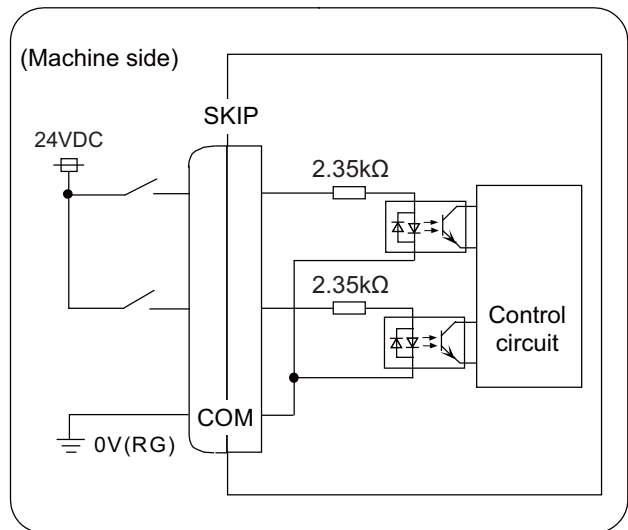 (Machine side)
SKIP
24VDC
2.35kΩ
2.35kΩ
Control
circuit
COM
0V(RG)